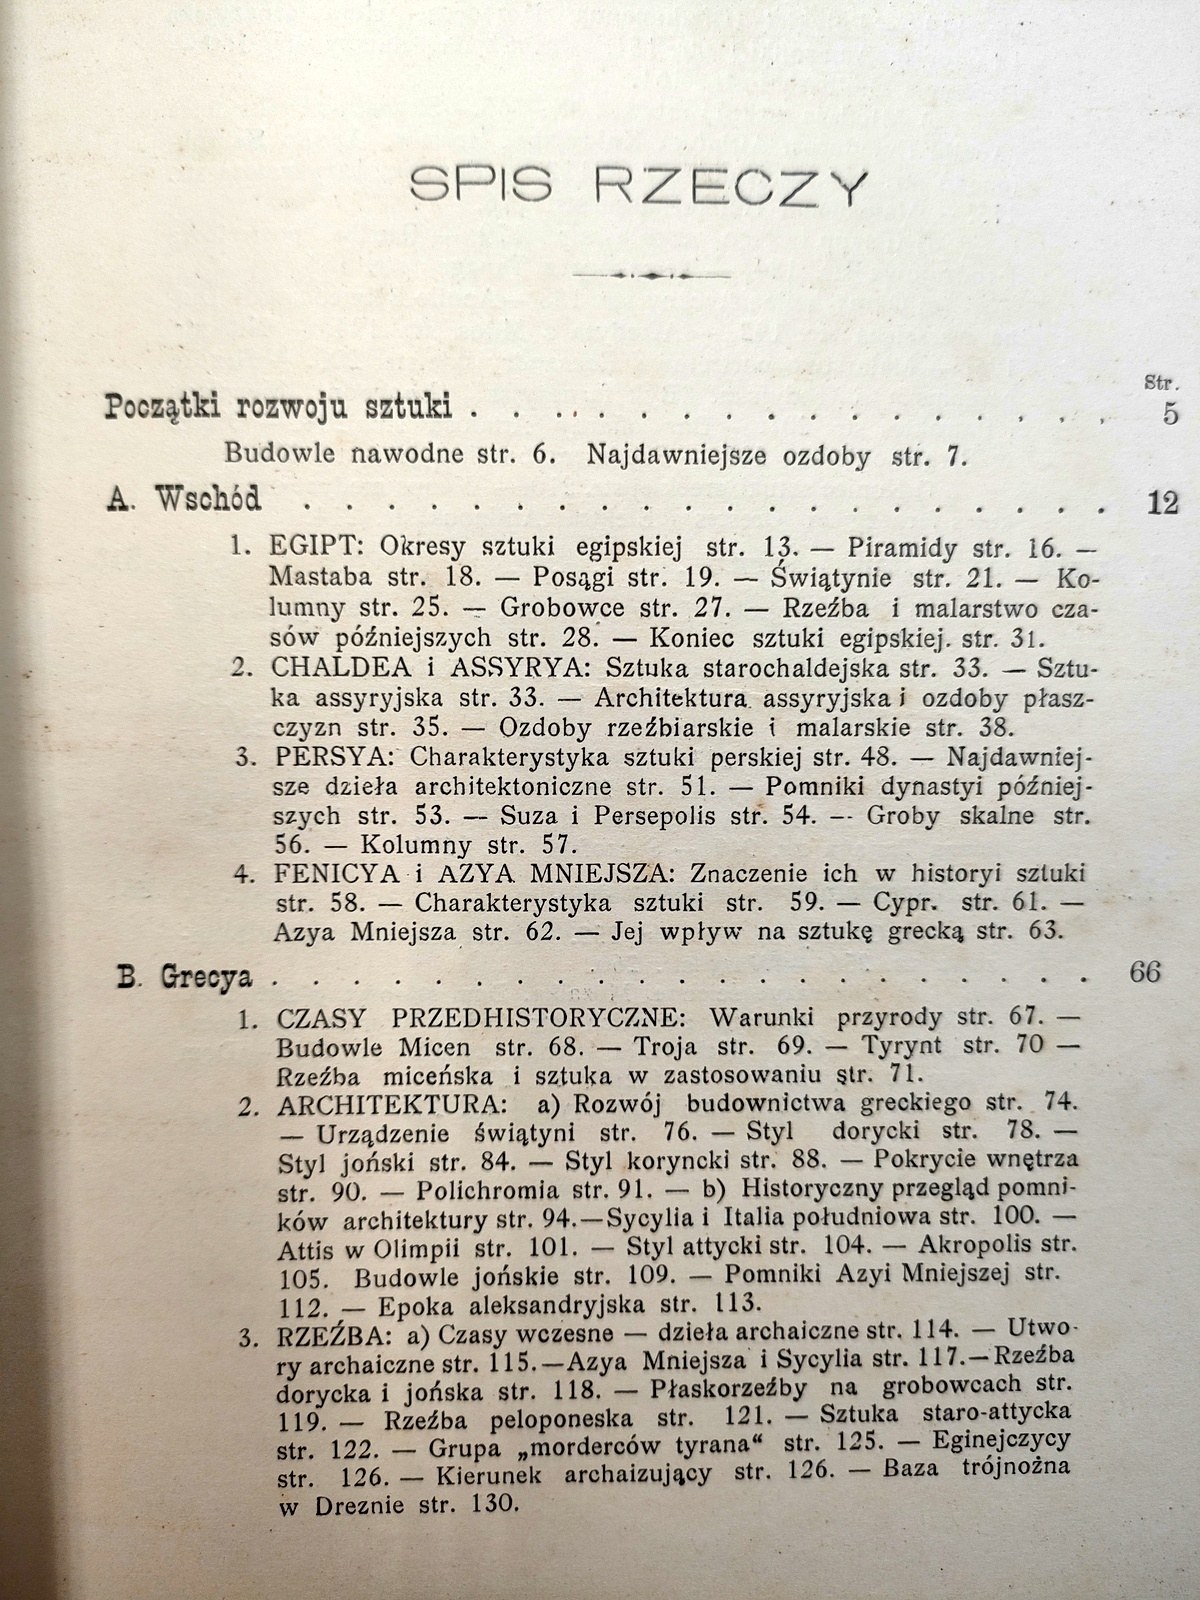 SPIS RZECZY
Str.
Początki rozwoju sztuki . . . . . . . . . . . . . . . . 5
Budowle nawodne str. 6. Najdawniejsze ozdoby str. 7.
A. Wschód . . . . . . . . . . . . . . . . . . . 12
1. EGIPT: Okresy sztuki egipskiej str. 13. — Piramidy str. 16. —
Mastaba str. 18. — Posągi str. 19. — Świątynie str. 21. — Ko-
lumny str. 25. — Grobowce str. 27. — Rzeźba i malarstwo cza-
sów późniejszych str. 28. — Koniec sztuki egipskiej. str. 31.
2. CHALDEA i ASSYRYA: Sztuka starochaldejska str. 33. — Sztu-
ka assyryjska str. 33. — Architektura assyryjska i ozdoby płasz-
czyzn str. 35. — Ozdoby rzeźbiarskie i malarskie str. 38.
3. PERSYA: Charakterystyka sztuki perskiej str. 48. — Najdawniej-
sze dzieła architektoniczne str. 51. — Pomniki dynastyi później-
szych str. 53. — Suza i Persepolis str. 54. -- Groby skalne str.
56. — Kolumny str. 57.
4. FENICYA i AZYA MNIEJSZA: Znaczenie ich w historyi sztuki
str. 58. — Charakterystyka sztuki str. 59. — Cypr. str. 61. —
Azya Mniejsza str. 62. — Jej wpływ na sztukę grecką str. 63.
B. Grecya . . . . . . . . . . . . . . . . . . . 66
1. CZASY PRZEDHISTORYCZNE: Warunki przyrody str. 67. —
Budowle Micen str. 68. — Troja str. 69. — Tyrynt str. 70 —
Rzeźba miceńska i sztuka w zastosowaniu str. 71.
2. ARCHITEKTURA: a) Rozwój budownictwa greckiego str. 74.
— Urządzenie świątyni str. 76. — Styl dorycki str. 78. —
Styl joński str. 84. — Styl koryncki str. 88. — Pokrycie wnętrza
str. 90. — Polichromia str. 91. — b) Historyczny przegląd pomni-
ków architektury str. 94.—Sycylia i Italia południowa str. 100. —
Attis w Olimpii str. 101. — Styl attycki str. 104. — Akropolis str.
105. Budowle jońskie str. 109. — Pomniki Azyi Mniejszej str.
112. — Epoka aleksandryjska str. 113.
3. RZEŹBA: a) Czasy wczesne — dzieła archaiczne str. 114. — Utwo-
ry archaiczne str. 115.—Azya Mniejsza i Sycylia str. 117.—Rzeźba
dorycka i jońska str. 118. — Płaskorzeźby na grobowcach str.
119. — Rzeźba peloponeska str. 121. — Sztuka staro-attycka
str. 122. — Grupa „morderców tyrana“ str. 125. — Eginejczycy
str. 126. — Kierunek archaizujący str. 126. — Baza trójnożna
w Dreznie str. 130.